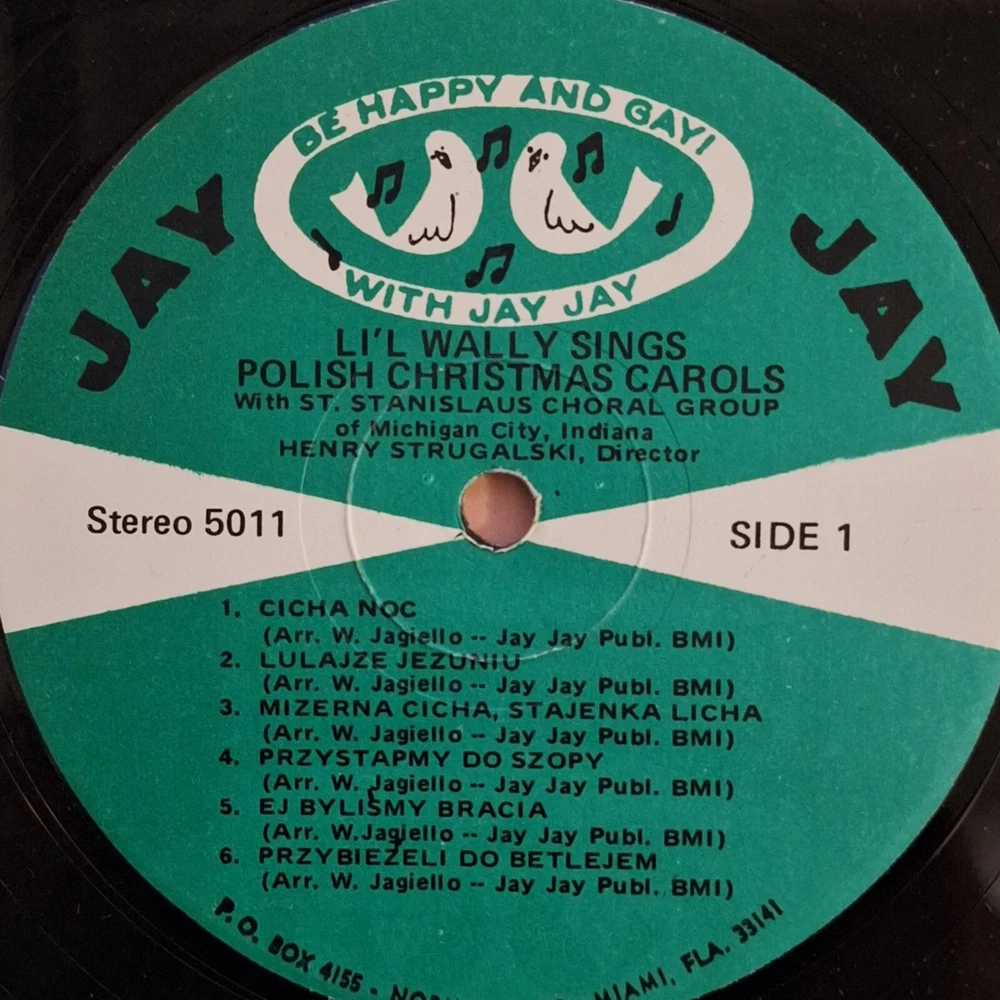 BE HAPPY AND GAY!
WITH JAY JAY
JAY
JAY
LI'L WALLY SINGS
POLISH CHRISTMAS CAROLS
With ST. STANISLAUS CHORAL GROUP
of Michigan City, Indiana
HENRY STRUGALSKI, Director
Stereo 5011
SIDE 1
1. CICHA NOC
(Arr. W. Jagiello -- Jay Jay Publ. BMI)
2. LULAJZE JEZUNIU
(Arr. W. Jagiello -- Jay Jay Publ. BMI)
3. MIZERNA CICHA, STAJENKA LICHA
(Arr. W. Jagiello -- Jay Jay Publ. BMI)
4. PRZYSTAPMY DO SZOPY
(Arr. W. Jagiello -- Jay Jay Publ. BMI)
5. EJ BYLIŚMY BRACIA
(Arr. W.Jagiello -- Jay Jay Publ. BMI)
6. PRZYBIEŻELI DO BETLEJEM
(Arr. W. Jagiello -- Jay Jay Publ. BMI)
P.O. BOX 4155 - MIAMI, FLA. 33141